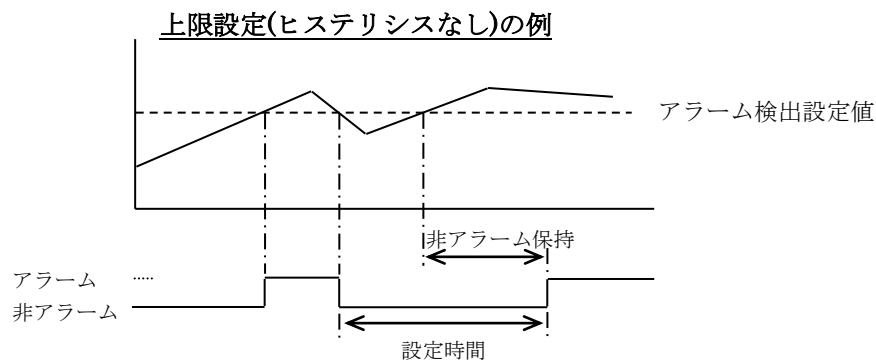 上限設定(ヒステリシスなし)の例
アラーム検出設定値
非アラーム保持
アラーム
非アラーム
設定時間